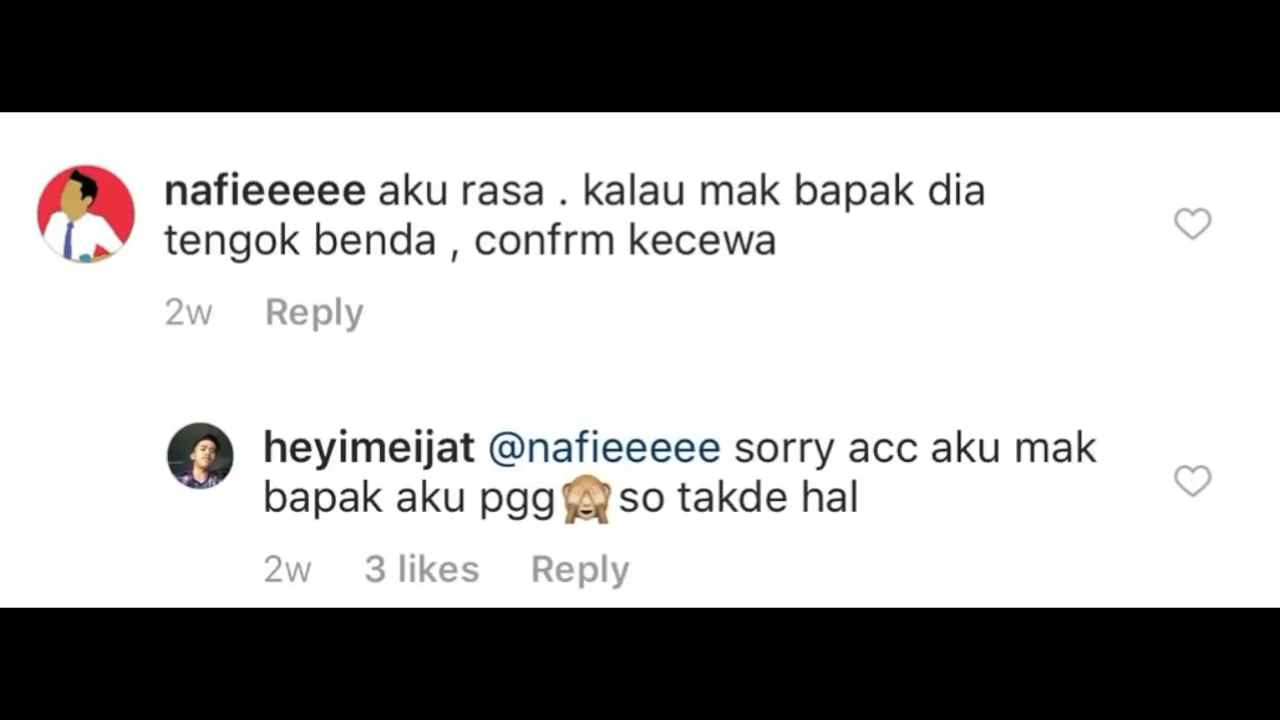 nafieeeee aku rasa . kalau mak bapak dia
tengok benda , confrm kecewa
2w Reply
heyimeijat @nafieeeee sorry acc aku mak
bapak aku pgg🙈so takde hal
2w 3 likes Reply